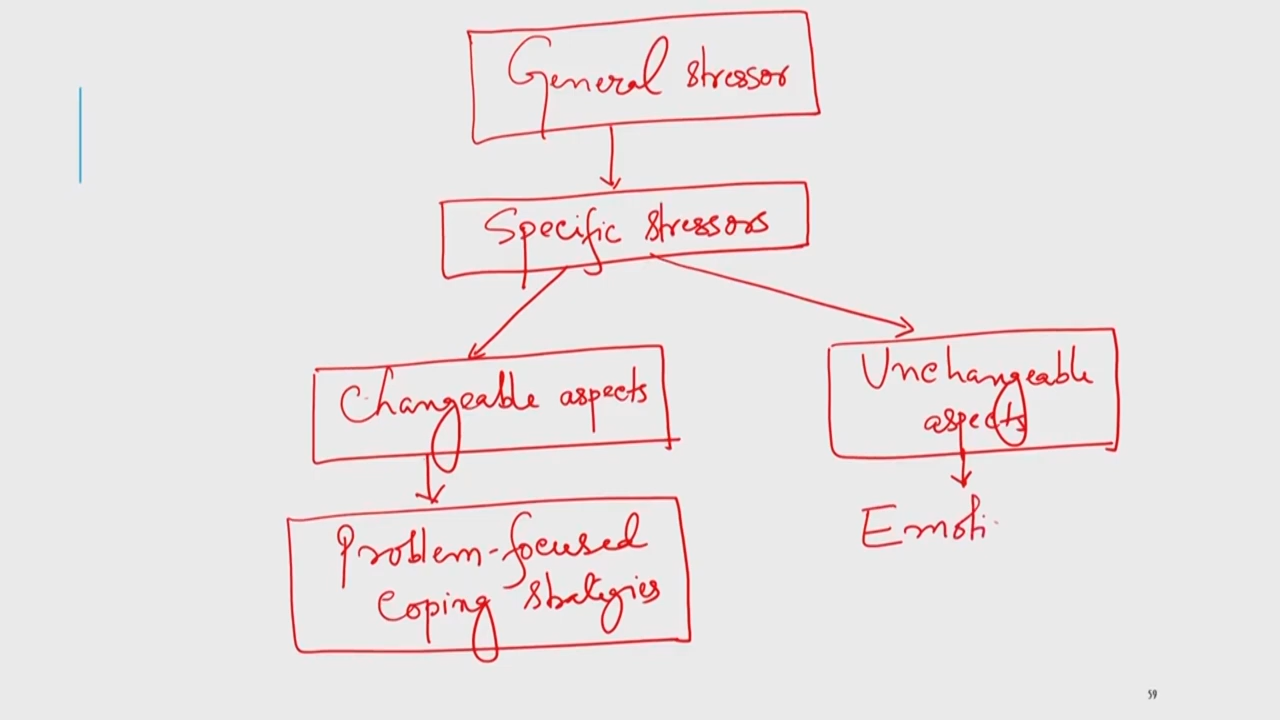 General stressor
Specific stressors
Changeable aspects
Unchangeable
aspects
Problem-focused
coping strategies
Emoti
59